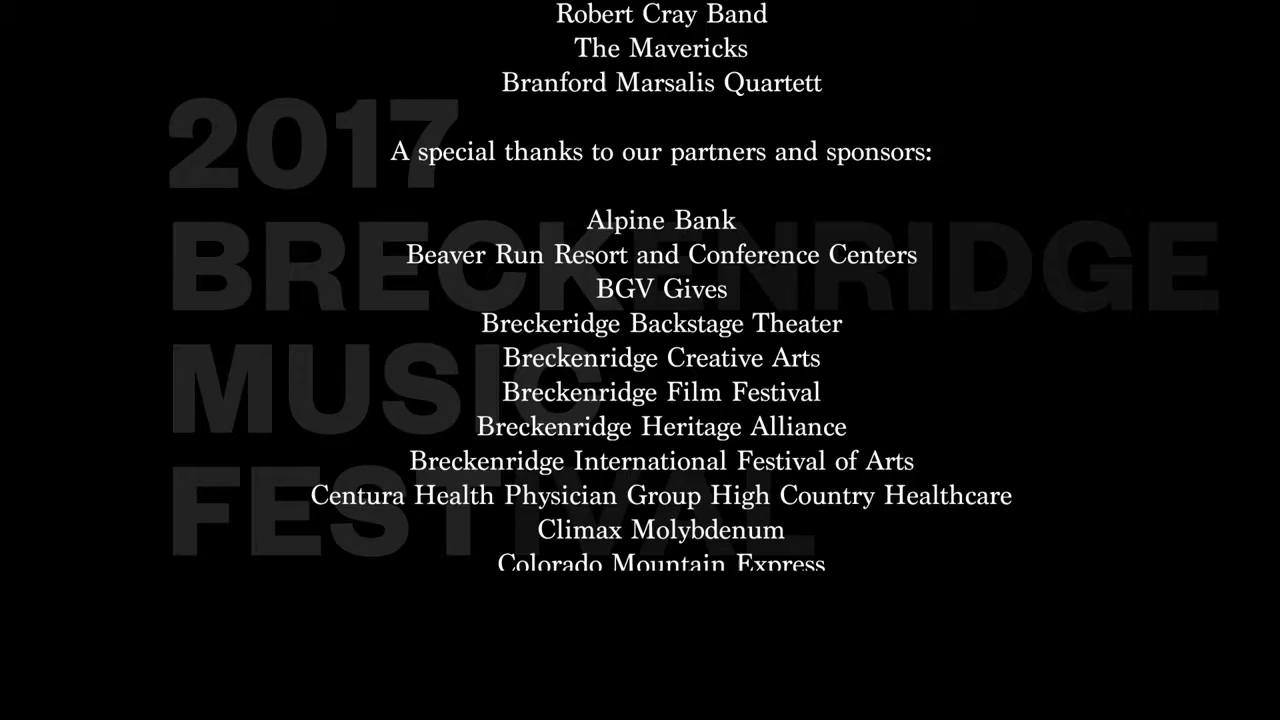 Robert Cray Band
The Mavericks
Branford Marsalis Quartett
A special thanks to our partners and sponsors:
Alpine Bank
Beaver Run Resort and Conference Centers
BGV Gives
Breckeridge Backstage Theater
Breckenridge Creative Arts
Breckenridge Film Festival
Breckenridge Heritage Alliance
Breckenridge International Festival of Arts
Centura Health Physician Group High Country Healthcare
Climax Molybdenum
Colorado Mountain Express
2017
BRECKENRIDGE
MUSIC
FESTIVAL